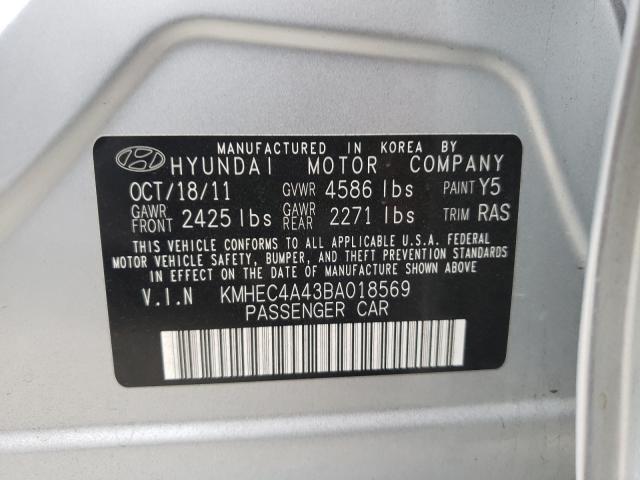 MANUFACTURED IN KOREA BY
HYUNDAI MOTOR COMPANY
OCT/18/11 GVWR 4586 lbs PAINT Y5
GAWR FRONT 2425 lbs GAWR REAR 2271 lbs TRIM RAS
THIS VEHICLE CONFORMS TO ALL APPLICABLE U.S.A. FEDERAL
MOTOR VEHICLE SAFETY, BUMPER, AND THEFT PREVENTION STANDARDS
IN EFFECT ON THE DATE OF MANUFACTURE SHOWN ABOVE.
V.I.N KMHEC4A43BA018569
PASSENGER CAR